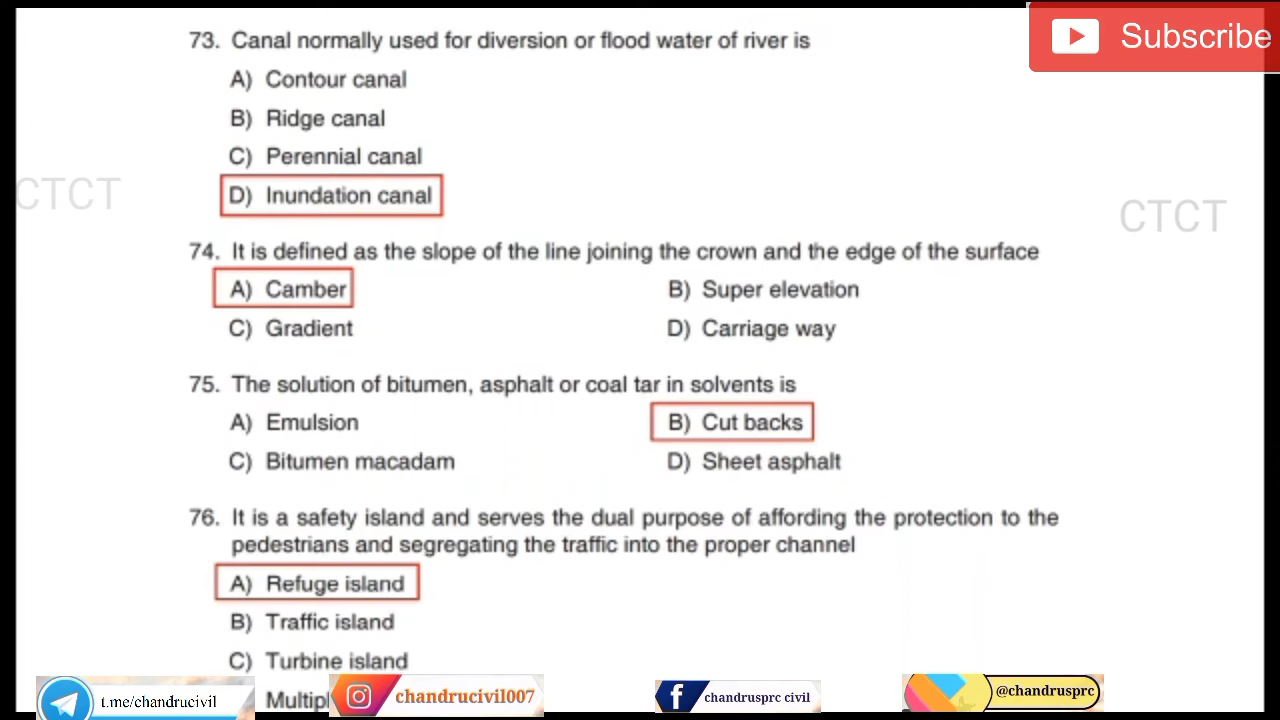 Subscribe
73. Canal normally used for diversion or flood water of river is
A) Contour canal
B) Ridge canal
C) Perennial canal
D) Inundation canal
CTCT
CTCT
74. It is defined as the slope of the line joining the crown and the edge of the surface
A) Camber
B) Super elevation
C) Gradient
D) Carriage way
75. The solution of bitumen, asphalt or coal tar in solvents is
A) Emulsion
B) Cut backs
C) Bitumen macadam
D) Sheet asphalt
76. It is a safety island and serves the dual purpose of affording the protection to the
pedestrians and segregating the traffic into the proper channel
A) Refuge island
B) Traffic island
C) Turbine island
t.me/chandrucivil
chandrucivil007
chandrusprc civil
@chandrusprc